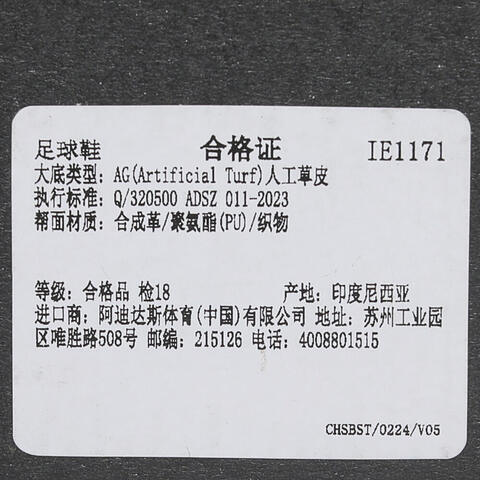 足球鞋 合格证 IE1171
大底类型: AG(Artificial Turf)人工草皮
执行标准: Q/320500 ADSZ 011-2023
帮面材质: 合成革/聚氨酯(PU)/织物
等级: 合格品 检18 产地: 印度尼西亚
进口商: 阿迪达斯体育(中国)有限公司 地址: 苏州工业园
区唯胜路508号 邮编: 215126 电话: 4008801515
CHSBST/0224/V05